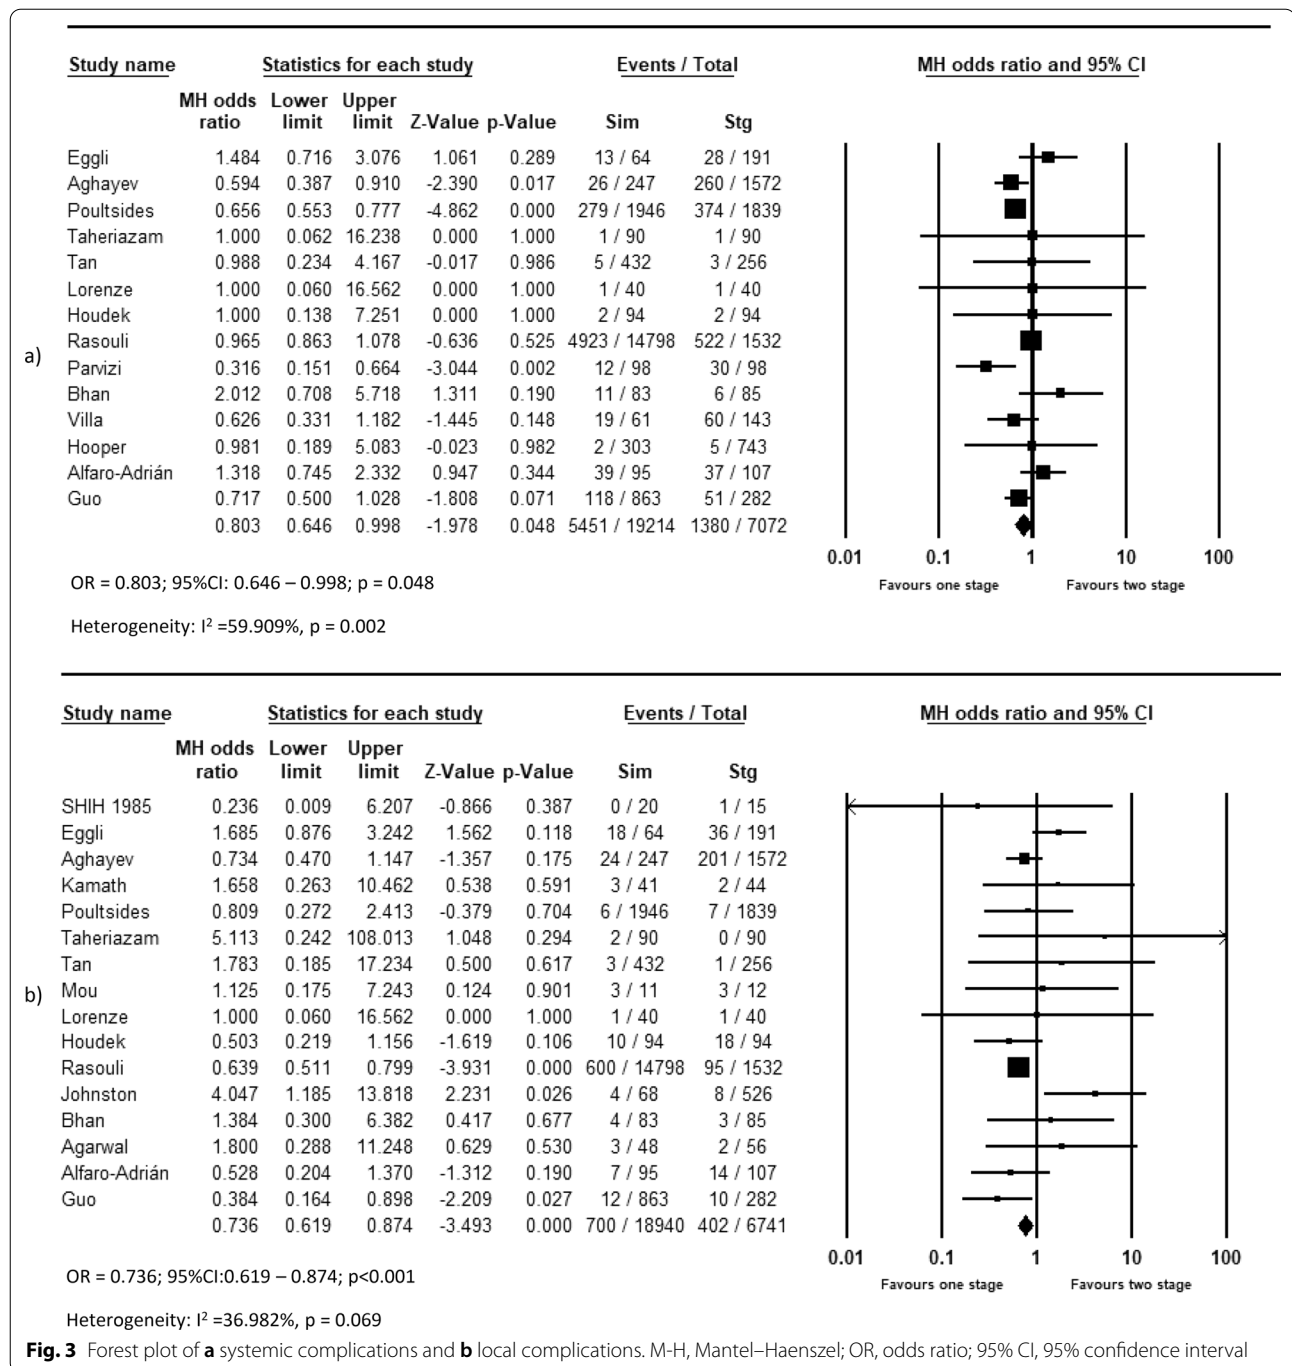 Study name Statistics for each study Events / Total MH odds ratio and 95% CI
MH odds Lower Upper
ratio limit limit Z-Value p-Value Sim Stg
Eggli 1.484 0.716 3.076 1.061 0.289 13 / 64 28 / 191
Aghayev 0.594 0.387 0.910 -2.390 0.017 26 / 247 260 / 1572
Poultsides 0.656 0.553 0.777 -4.862 0.000 279 / 1946 374 / 1839
Taheriazam 1.000 0.062 16.238 0.000 1.000 1 / 90 1 / 90
Tan 0.988 0.234 4.167 -0.017 0.986 5 / 432 3 / 256
Lorenze 1.000 0.060 16.562 0.000 1.000 1 / 40 1 / 40
Houdek 1.000 0.138 7.251 0.000 1.000 2 / 94 2 / 94
Rasouli 0.965 0.863 1.078 -0.636 0.525 4923 / 14798 522 / 1532
a)
Parvizi 0.316 0.151 0.664 -3.044 0.002 12 / 98 30 / 98
Bhan 2.012 0.708 5.718 1.311 0.190 11 / 83 6 / 85
Villa 0.626 0.331 1.182 -1.445 0.148 19 / 61 60 / 143
Hooper 0.981 0.189 5.083 -0.023 0.982 2 / 303 5 / 743
Alfaro-Adrián 1.318 0.745 2.332 0.947 0.344 39 / 95 37 / 107
Guo 0.717 0.500 1.028 -1.808 0.071 118 / 863 51 / 282
0.803 0.646 0.998 -1.978 0.048 5451 / 19214 1380 / 7072
0.01 0.1 1 10 100
Favours one stage Favours two stage
OR = 0.803; 95%CI: 0.646 – 0.998; p = 0.048
Heterogeneity: I² =59.909%, p = 0.002
Study name Statistics for each study Events / Total MH odds ratio and 95% CI
MH odds Lower Upper
ratio limit limit Z-Value p-Value Sim Stg
SHIH 1985 0.236 0.009 6.207 -0.866 0.387 0 / 20 1 / 15
Eggli 1.685 0.876 3.242 1.562 0.118 18 / 64 36 / 191
Aghayev 0.734 0.470 1.147 -1.357 0.175 24 / 247 201 / 1572
Kamath 1.658 0.263 10.462 0.538 0.591 3 / 41 2 / 44
Poultsides 0.809 0.272 2.413 -0.379 0.704 6 / 1946 7 / 1839
Taheriazam 5.113 0.242 108.013 1.048 0.294 2 / 90 0 / 90
Tan 1.783 0.185 17.234 0.500 0.617 3 / 432 1 / 256
b)
Mou 1.125 0.175 7.243 0.124 0.901 3 / 11 3 / 12
Lorenze 1.000 0.060 16.562 0.000 1.000 1 / 40 1 / 40
Houdek 0.503 0.219 1.156 -1.619 0.106 10 / 94 18 / 94
Rasouli 0.639 0.511 0.799 -3.931 0.000 600 / 14798 95 / 1532
Johnston 4.047 1.185 13.818 2.231 0.026 4 / 68 8 / 526
Bhan 1.384 0.300 6.382 0.417 0.677 4 / 83 3 / 85
Agarwal 1.800 0.288 11.248 0.629 0.530 3 / 48 2 / 56
Alfaro-Adrián 0.528 0.204 1.370 -1.312 0.190 7 / 95 14 / 107
Guo 0.384 0.164 0.898 -2.209 0.027 12 / 863 10 / 282
0.736 0.619 0.874 -3.493 0.000 700 / 18940 402 / 6741
0.01 0.1 1 10 100
Favours one stage Favours two stage
OR = 0.736; 95%CI:0.619 – 0.874; p<0.001
Heterogeneity: I² =36.982%, p = 0.069
Fig. 3 Forest plot of a systemic complications and b local complications. M-H, Mantel–Haenszel; OR, odds ratio; 95% CI, 95% confidence interval